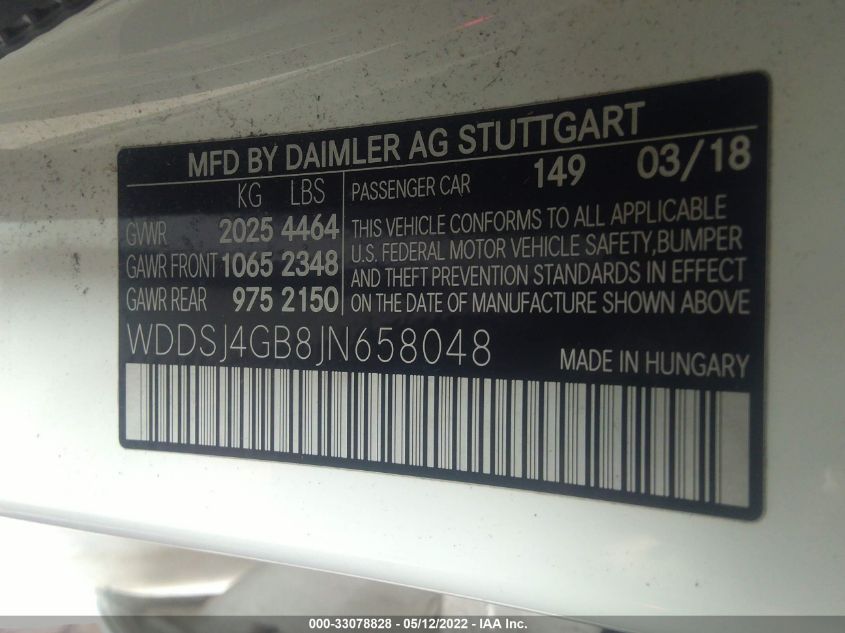 MFD BY DAIMLER AG STUTTGART
KG LBS
GVWR 2025 4464
GAWR FRONT 1065 2348
GAWR REAR 975 2150
PASSENGER CAR 149 03/18
THIS VEHICLE CONFORMS TO ALL APPLICABLE
U.S. FEDERAL MOTOR VEHICLE SAFETY,BUMPER
AND THEFT PREVENTION STANDARDS IN EFFECT
ON THE DATE OF MANUFACTURE SHOWN ABOVE
WDDSJ4GB8JN658048
MADE IN HUNGARY
000-33078828 - 05/12/2022 - IAA Inc.